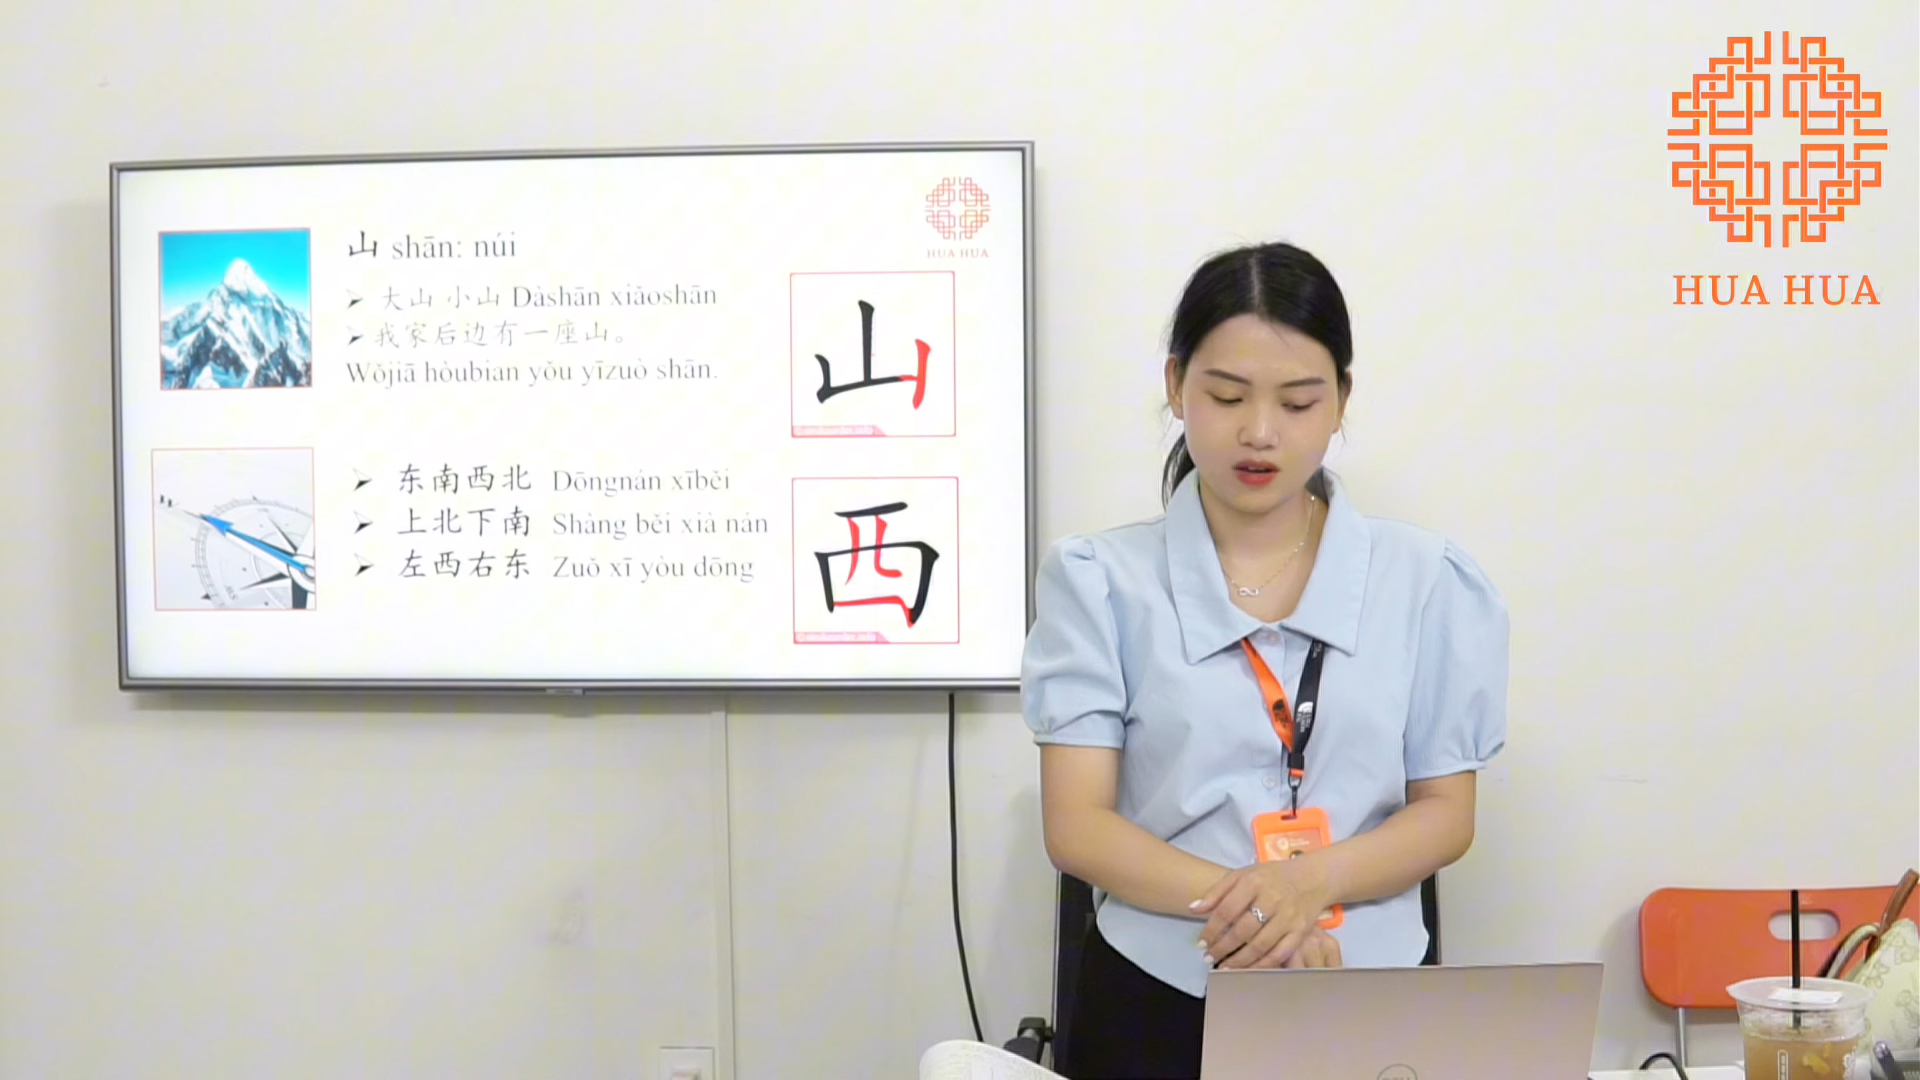 山 shān: núi
➢ 大山 小山 Dàshān xiǎoshān
➢ 我家后边有一座山。
Wǒjiā hòubian yǒu yīzuò shān.
➢ 东南西北 Dōngnán xīběi
➢ 上北下南 Shàng běi xià nán
➢ 左西右东 Zuǒ xī yòu dōng
HUA HUA
山
西
HUA HUA